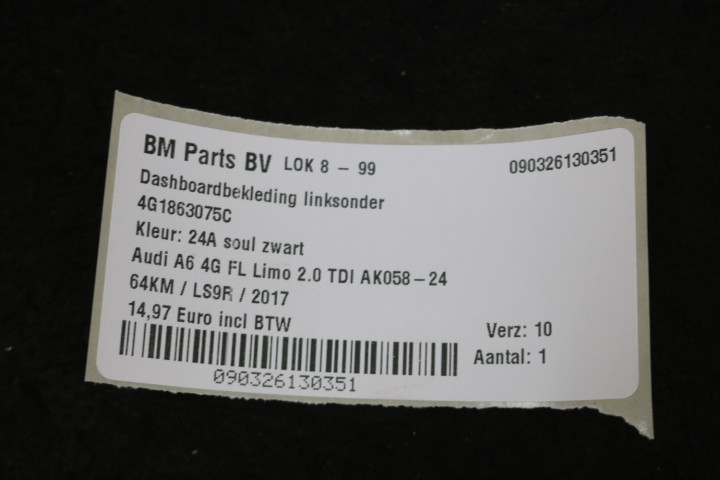 BM Parts BV LOK 8 - 99 090326130351
Dashboardbekleding linksonder
4G1863075C
Kleur: 24A soul zwart
Audi A6 4G FL Limo 2.0 TDI AK058-24
64KM / LS9R / 2017
14,97 Euro incl BTW Verz: 10
Aantal: 1
090326130351